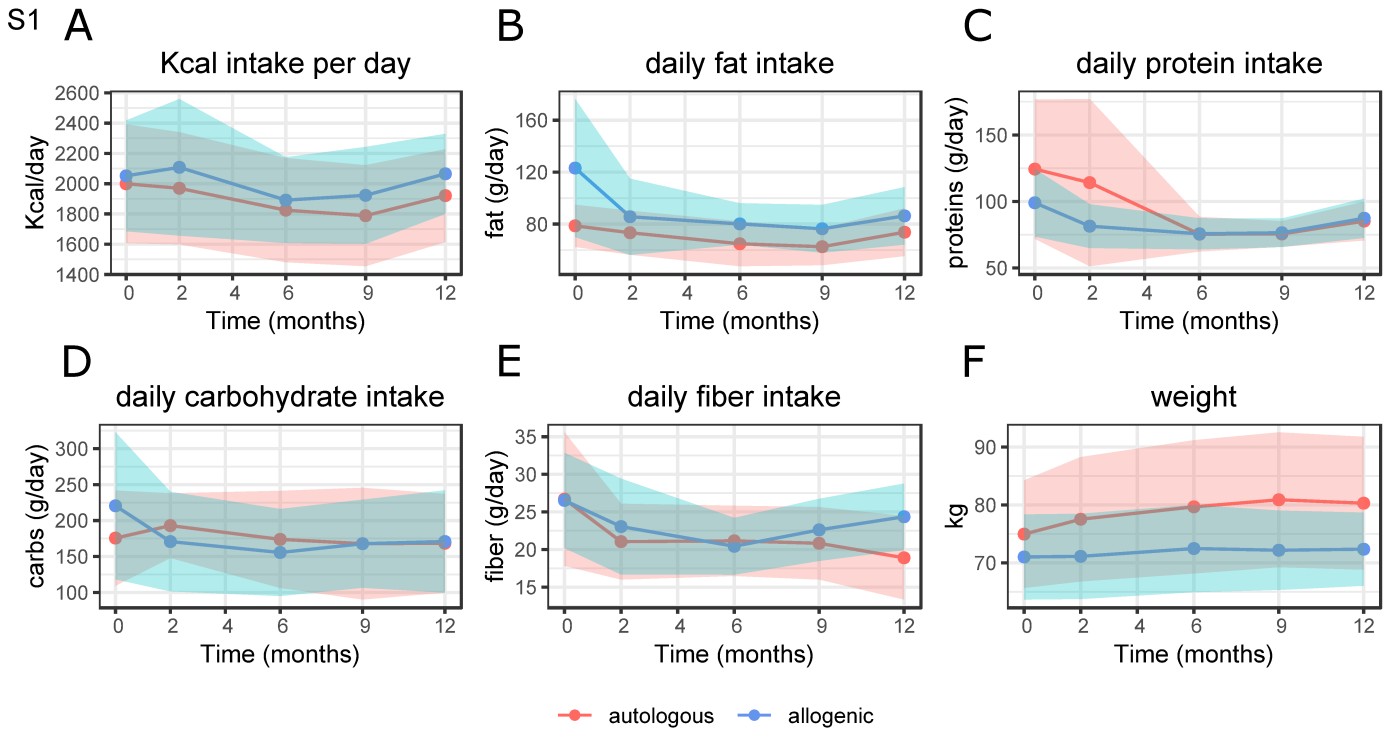 S1
A
B
C
Kcal intake per day
daily fat intake
daily protein intake
Kcal/day
2600
2400
2200
2000
1800
1600
1400
0 2 4 6 9 12
Time (months)
fat (g/day)
160
120
80
0 2 4 6 9 12
Time (months)
proteins (g/day)
150
100
50
0 2 4 6 9 12
Time (months)
D
E
F
daily carbohydrate intake
daily fiber intake
weight
carbs (g/day)
300
250
200
150
100
0 2 4 6 9 12
Time (months)
fiber (g/day)
35
30
25
20
15
0 2 4 6 9 12
Time (months)
kg
90
80
70
0 2 4 6 9 12
Time (months)
autologous allogenic